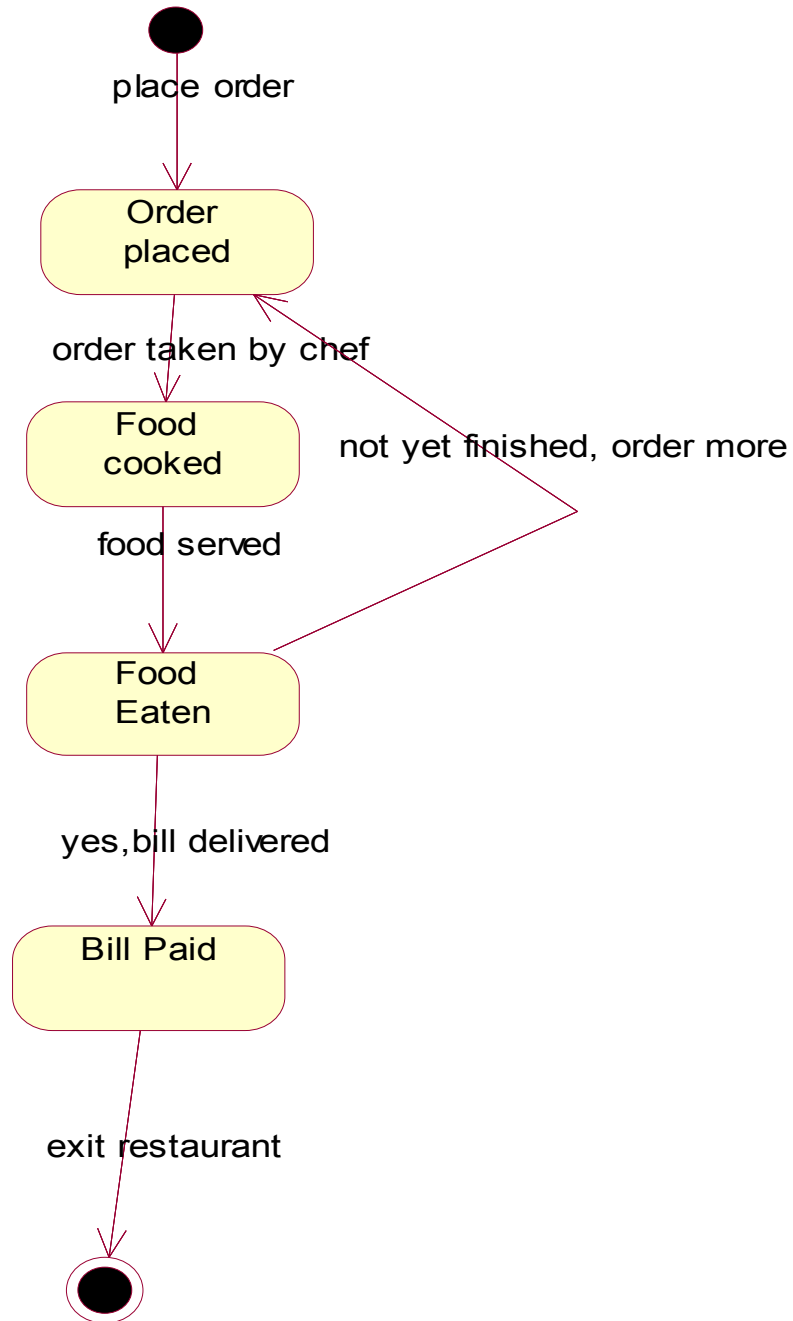 place order
Order
placed
order taken by chef
Food
cooked
not yet finished, order more
food served
Food
Eaten
yes,bill delivered
Bill Paid
exit restaurant